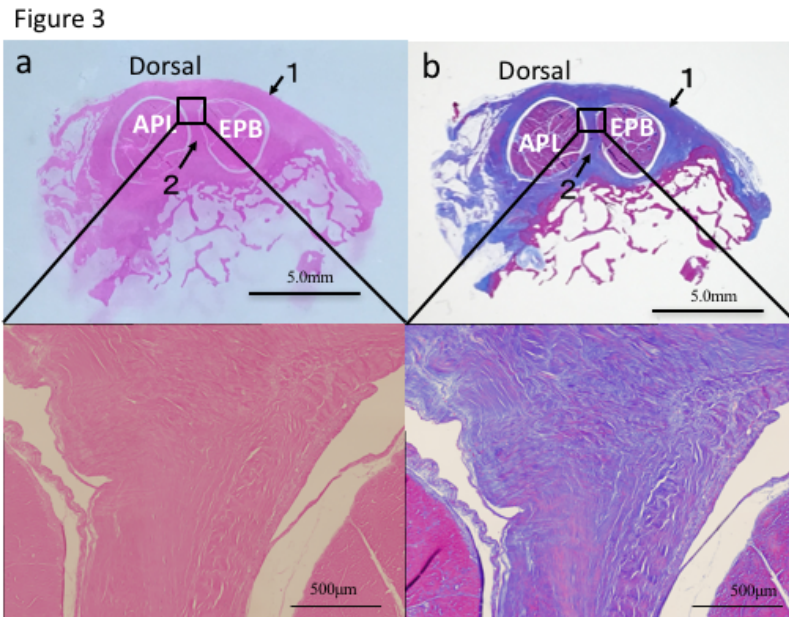 Figure 3
a
Dorsal
1
APL
EPB
2
5.0mm
b
Dorsal
1
APL
EPB
2
5.0mm
500μm
500μm